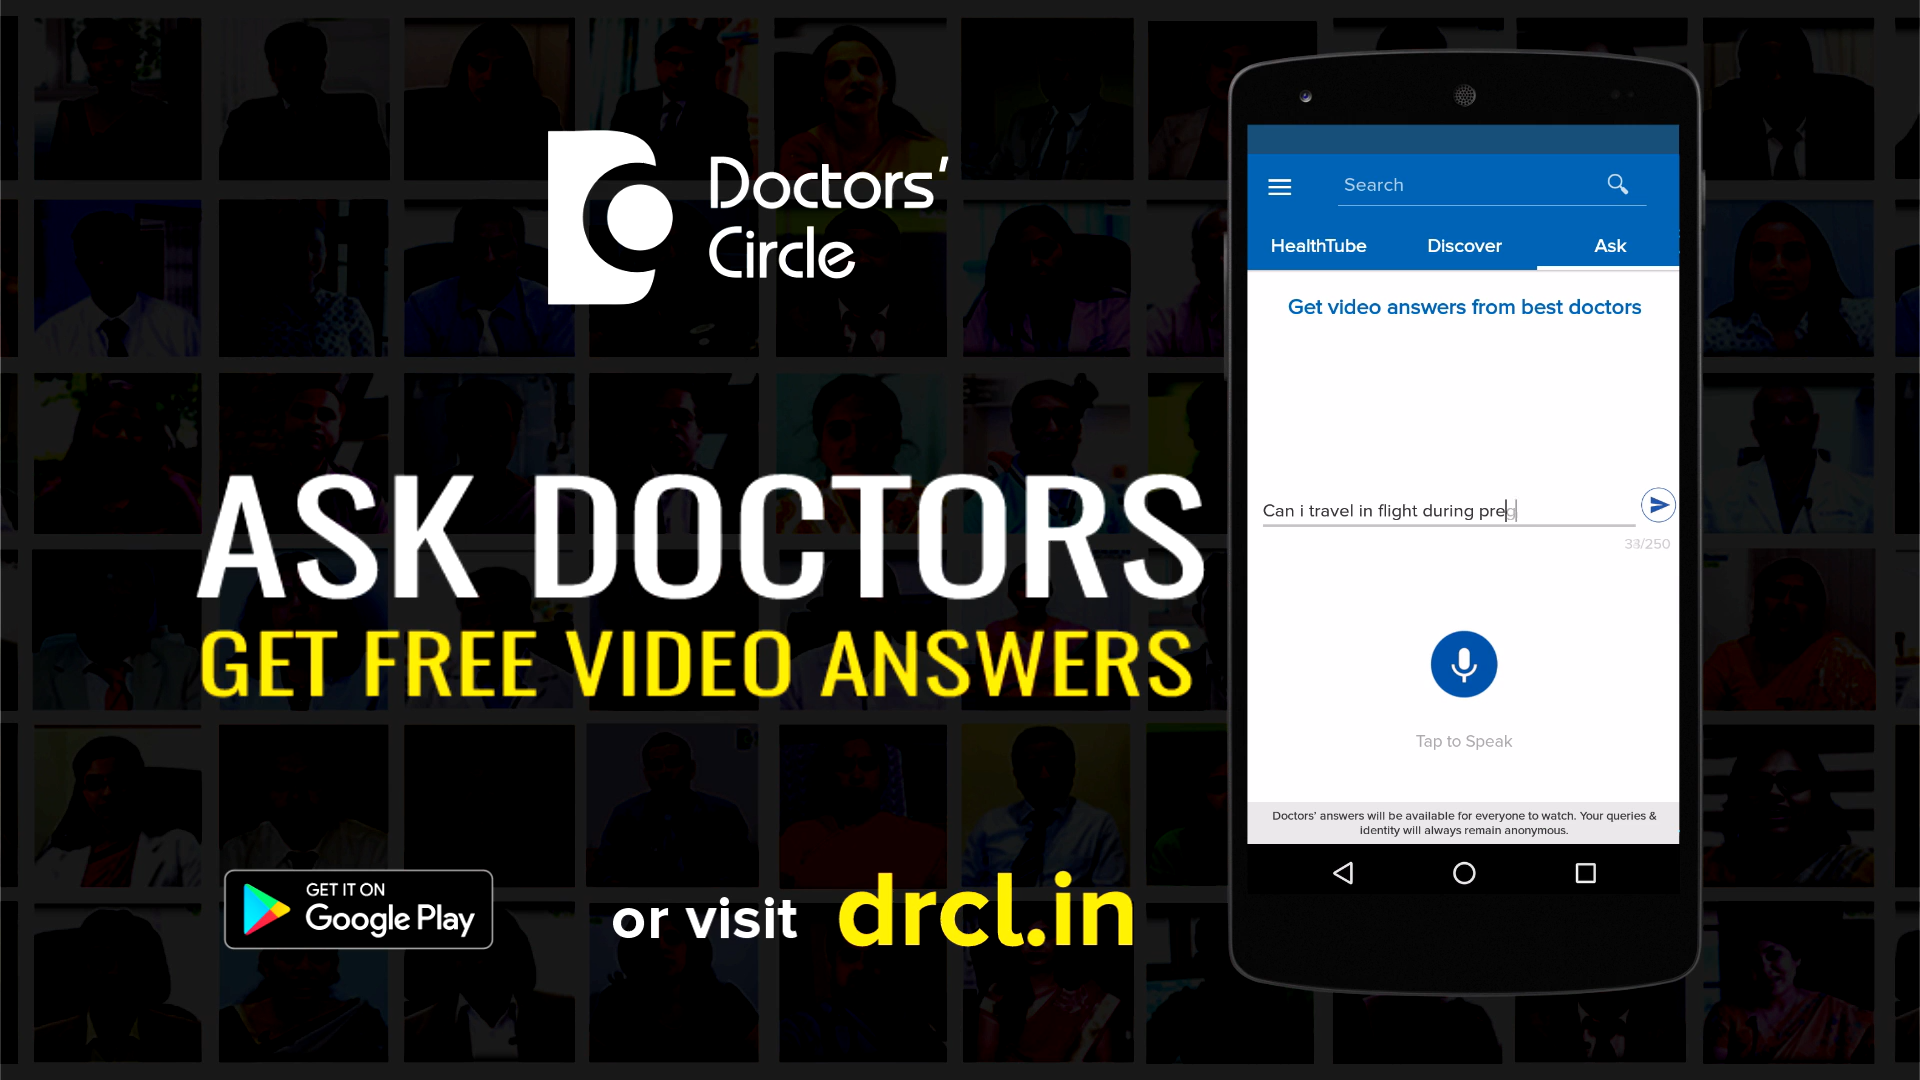 Doctors'
Circle
ASK DOCTORS
GET FREE VIDEO ANSWERS
GET IT ON
Google Play
or visit drcl.in
Search
HealthTube Discover Ask
Get video answers from best doctors
Can i travel in flight during preg
/250
Tap to Speak
Doctors' answers will be available for everyone to watch. Your queries &
identity will always remain anonymous.